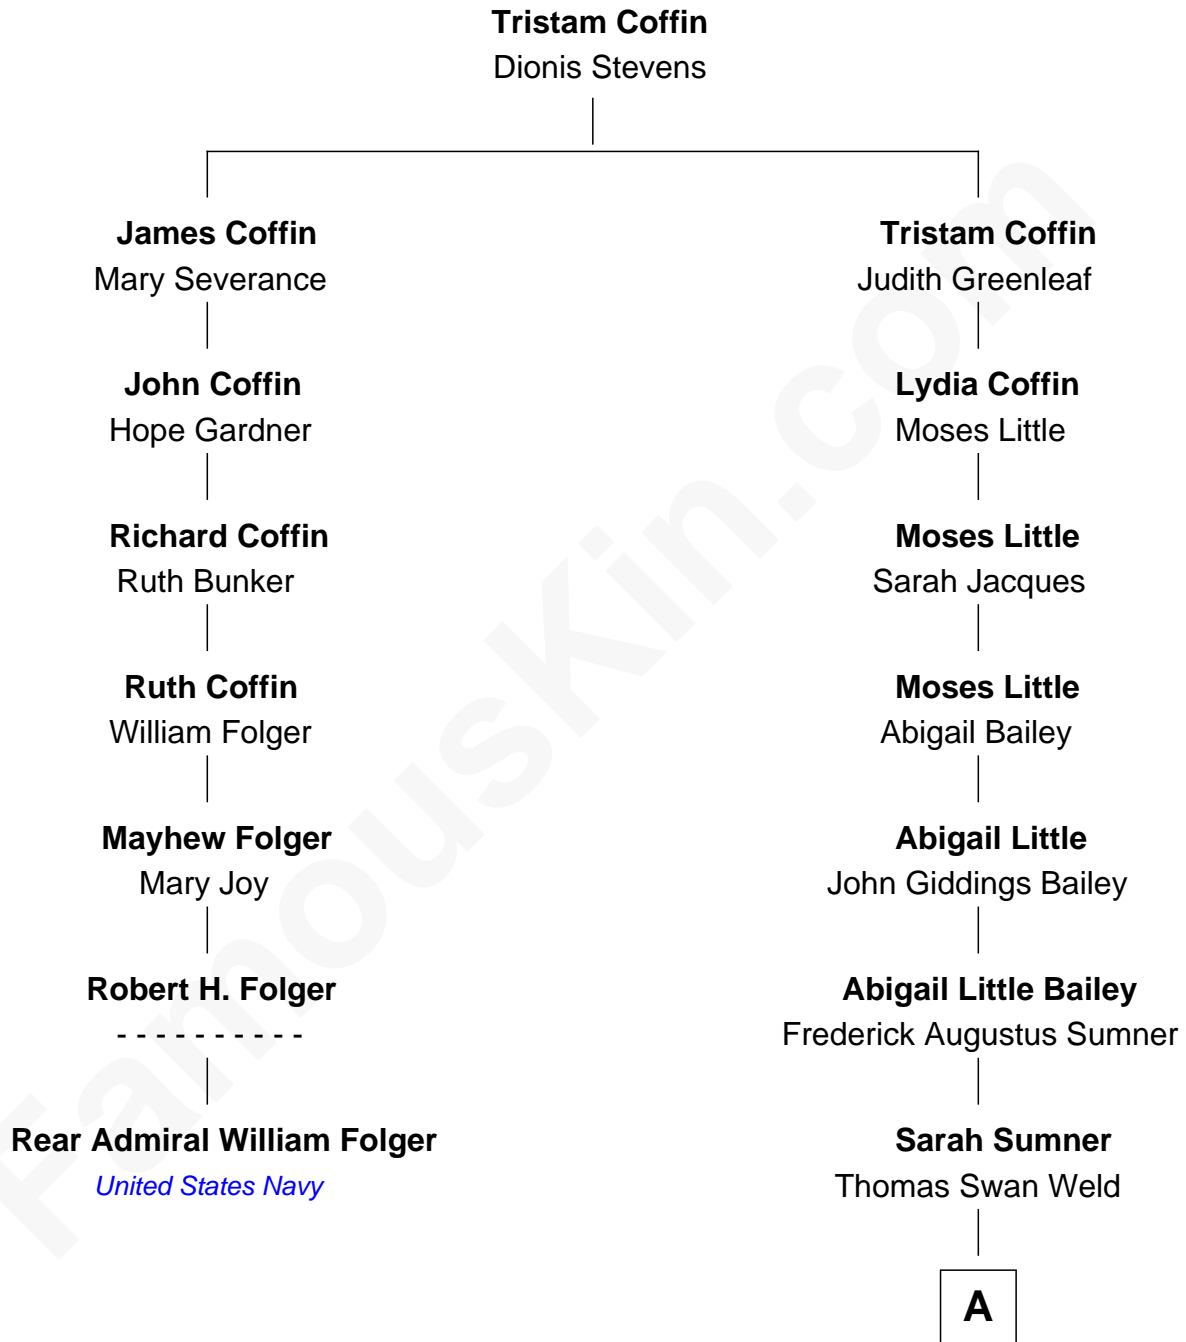 Tristam Coffin
Dionis Stevens
James Coffin
Mary Severance
Tristam Coffin
Judith Greenleaf
John Coffin
Hope Gardner
Lydia Coffin
Moses Little
Richard Coffin
Ruth Bunker
Moses Little
Sarah Jacques
Ruth Coffin
William Folger
Moses Little
Abigail Bailey
Mayhew Folger
Mary Joy
Abigail Little
John Giddings Bailey
Robert H. Folger
- - - - - - - - - -
Abigail Little Bailey
Frederick Augustus Sumner
Rear Admiral William Folger
United States Navy
Sarah Sumner
Thomas Swan Weld
A
FamousKin.com